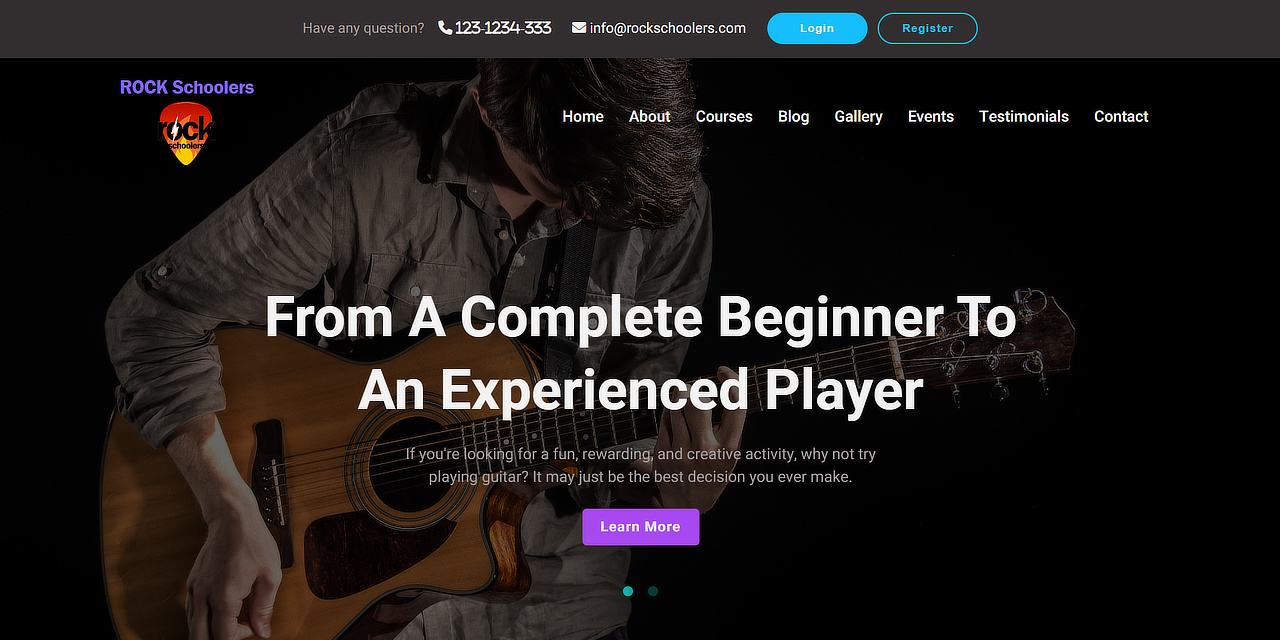 Have any question?
123-1234-333
info@rockschoolers.com
Login
Register
ROCK Schoolers
rock
schoolers
Home
About
Courses
Blog
Gallery
Events
Testimonials
Contact
From A Complete Beginner To
An Experienced Player
If you're looking for a fun, rewarding, and creative activity, why not try
playing guitar? It may just be the best decision you ever make.
Learn More